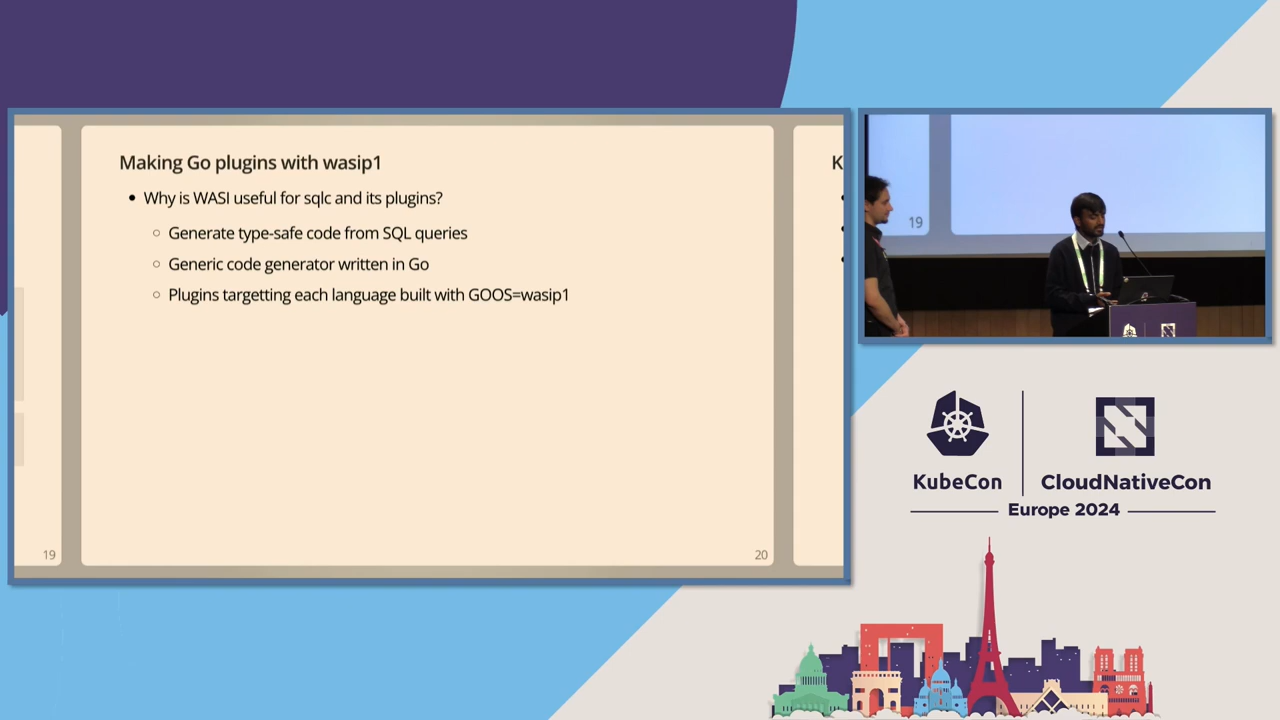 Making Go plugins with wasip1
K
• Why is WASI useful for sqlc and its plugins?
○ Generate type-safe code from SQL queries
○ Generic code generator written in Go
○ Plugins targetting each language built with GOOS=wasip1
19
20
19
KubeCon
CloudNativeCon
Europe 2024